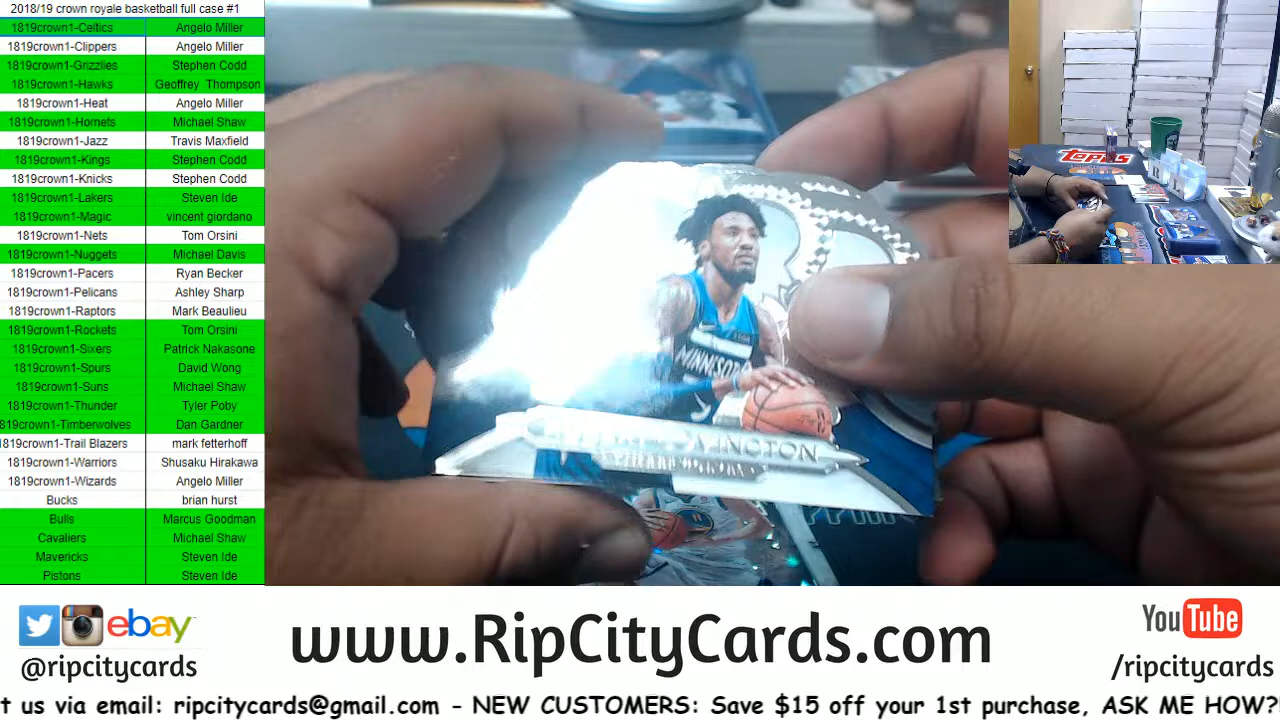 2018/19 crown royale basketball full case #1
1819crown1-Celtics Angelo Miller
1819crown1-Clippers Angelo Miller
1819crown1-Grizzlies Stephen Codd
1819crown1-Hawks Geoffrey Thompson
1819crown1-Heat Angelo Miller
1819crown1-Hornets Michael Shaw
1819crown1-Jazz Travis Maxfield
1819crown1-Kings Stephen Codd
1819crown1-Knicks Stephen Codd
1819crown1-Lakers Steven Ide
1819crown1-Magic vincent giordano
1819crown1-Nets Tom Orsini
1819crown1-Nuggets Michael Davis
1819crown1-Pacers Ryan Becker
1819crown1-Pelicans Ashley Sharp
1819crown1-Raptors Mark Beaulieu
1819crown1-Rockets Tom Orsini
1819crown1-Sixers Patrick Nakasone
1819crown1-Spurs David Wong
1819crown1-Suns Michael Shaw
1819crown1-Thunder Tyler Poby
1819crown1-Timberwolves Dan Gardner
1819crown1-Trail Blazers mark fetterhoff
1819crown1-Warriors Shusaku Hirakawa
1819crown1-Wizards Angelo Miller
Bucks brian hurst
Bulls Marcus Goodman
Cavaliers Michael Shaw
Mavericks Steven Ide
Pistons Steven Ide
TOPPS
ebay
@ripcitycards
www.RipCityCards.com
YouTube
/ripcitycards
t us via email: ripcitycards@gmail.com - NEW CUSTOMERS: Save $15 off your 1st purchase, ASK ME HOW?